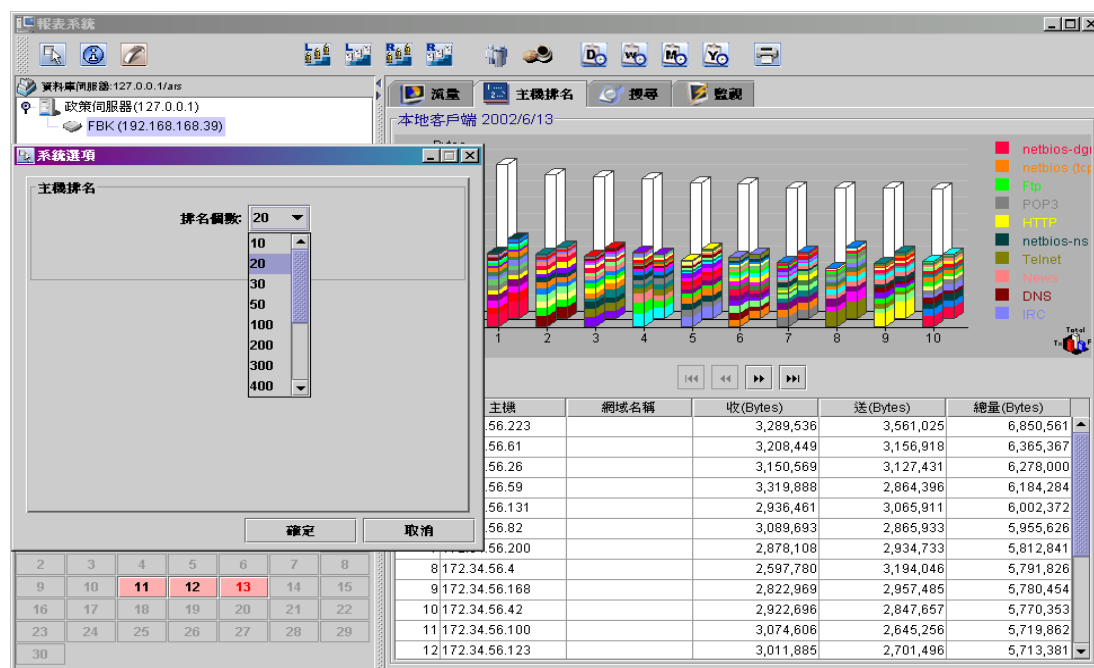 報表系統
資料庫伺服器:127.0.0.1/ars
政策伺服器(127.0.0.1)
FBK (192.168.168.39)
流量
主機排名
搜尋
監視
本地客戶端 2002/6/13
netbios-dgr
netbios (tcp
Ftp
POP3
HTTP
netbios-ns
Telnet
News
DNS
IRC
1 2 3 4 5 6 7 8 9 10
Total
系統選項
主機排名
排名個數: 20
10
20
30
50
100
200
300
400
確定 取消
主機 網域名稱 收(Bytes) 送(Bytes) 總量(Bytes)
.56.223 3,289,536 3,561,025 6,850,561
.56.61 3,208,449 3,156,918 6,365,367
.56.26 3,150,569 3,127,431 6,278,000
.56.59 3,319,888 2,864,396 6,184,284
.56.131 2,936,461 3,065,911 6,002,372
.56.82 3,089,693 2,865,933 5,955,626
172.34.56.200 2,878,108 2,934,733 5,812,841
8 172.34.56.4 2,597,780 3,194,046 5,791,826
9 172.34.56.168 2,822,969 2,957,485 5,780,454
10 172.34.56.42 2,922,696 2,847,657 5,770,353
11 172.34.56.100 3,074,606 2,645,256 5,719,862
12 172.34.56.123 3,011,885 2,701,496 5,713,381
2 3 4 5 6 7 8
9 10 11 12 13 14 15
16 17 18 19 20 21 22
23 24 25 26 27 28 29
30